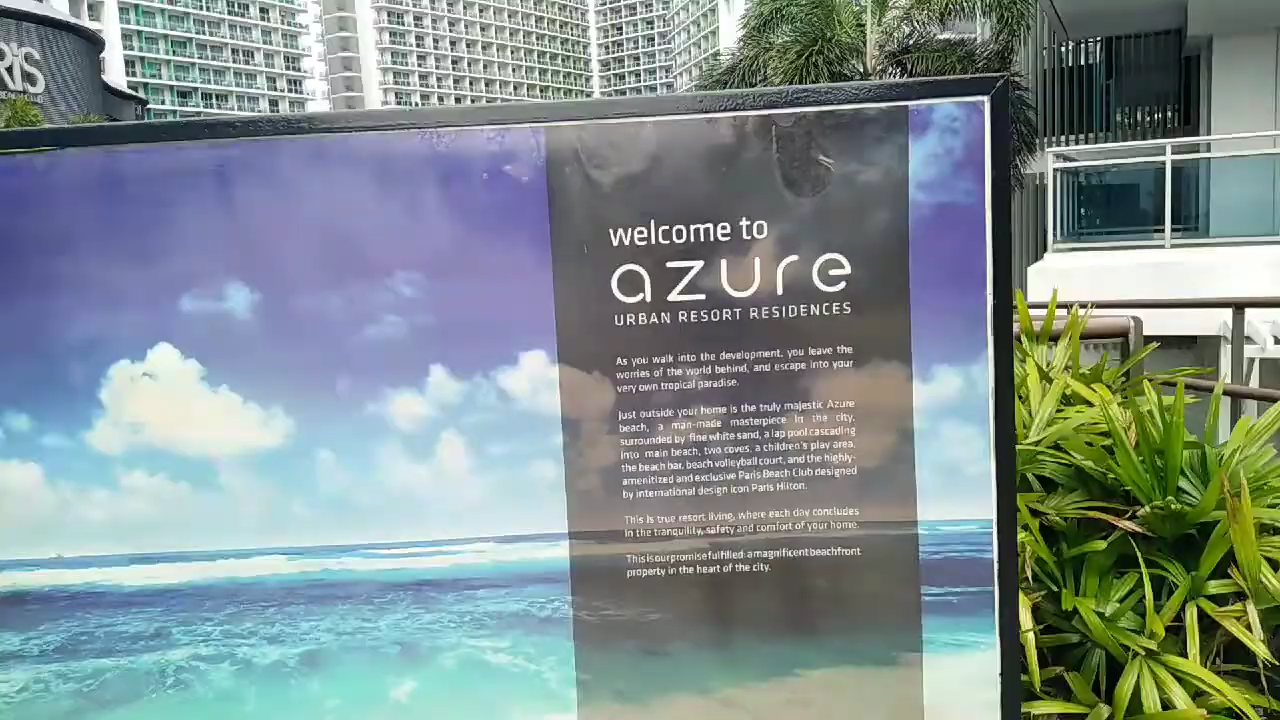 RIS
welcome to
azure
URBAN RESORT RESIDENCES
As you walk into the development, you leave the
worries of the world behind, and escape into your
very own tropical paradise.
Just outside your home is the truly majestic Azure
beach, a man-made masterpiece in the city,
surrounded by fine white sand, a lap pool cascading
into main beach, two coves, a children's play area,
the beach bar, beach volleyball court, and the highly-
amenitized and exclusive Paris Beach Club designed
by international design icon Paris Hilton.
This is true resort living, where each day concludes
in the tranquility, safety and comfort of your home.
This is our promise fulfilled: a magnificent beachfront
property in the heart of the city.